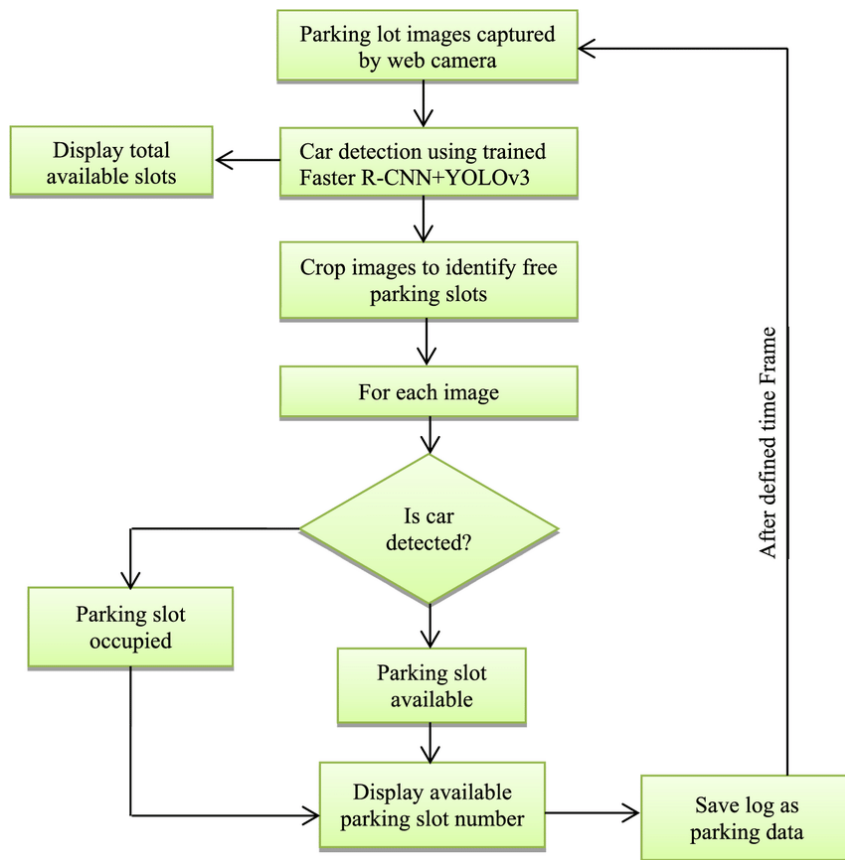 Parking lot images captured
by web camera
Display total
available slots
Car detection using trained
Faster R-CNN+YOLOv3
Crop images to identify free
parking slots
For each image
After defined time Frame
Is car
detected?
Parking slot
occupied
Parking slot
available
Display available
parking slot number
Save log as
parking data